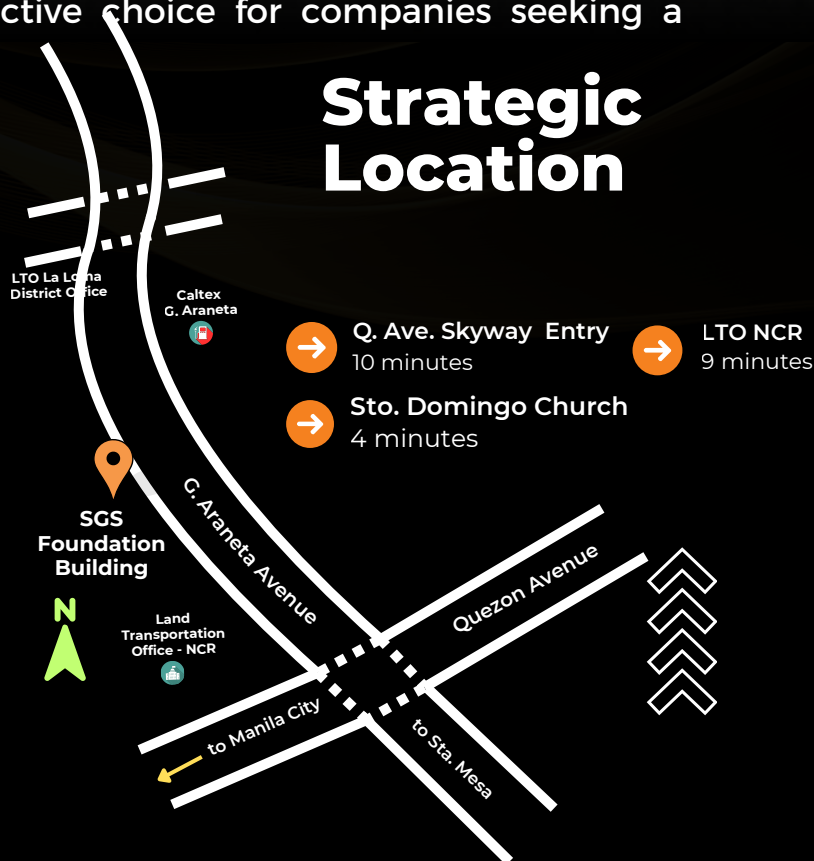 ctive choice for companies seeking a
Strategic
Location
LTO La Loma
District Office
Caltex
G. Araneta
Q. Ave. Skyway Entry
10 minutes
LTO NCR
9 minutes
Sto. Domingo Church
4 minutes
SGS
Foundation
Building
G. Araneta Avenue
Quezon Avenue
N
Land
Transportation
Office - NCR
to Manila City
to Sta. Mesa